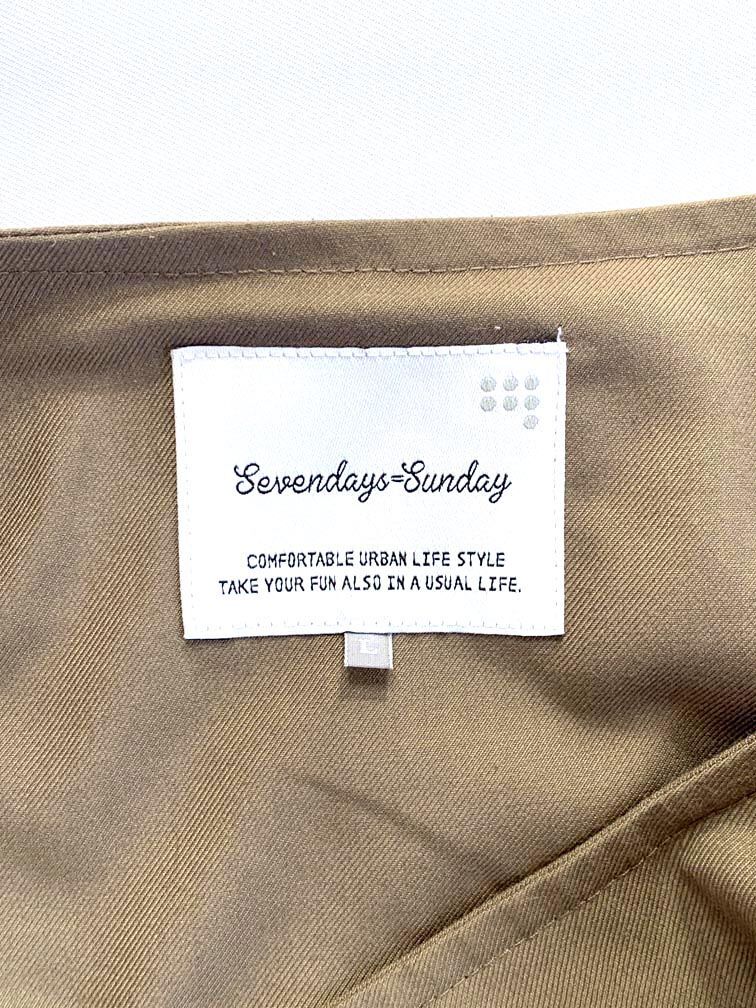 Sevendays=Sunday
COMFORTABLE URBAN LIFE STYLE
TAKE YOUR FUN ALSO IN A USUAL LIFE.